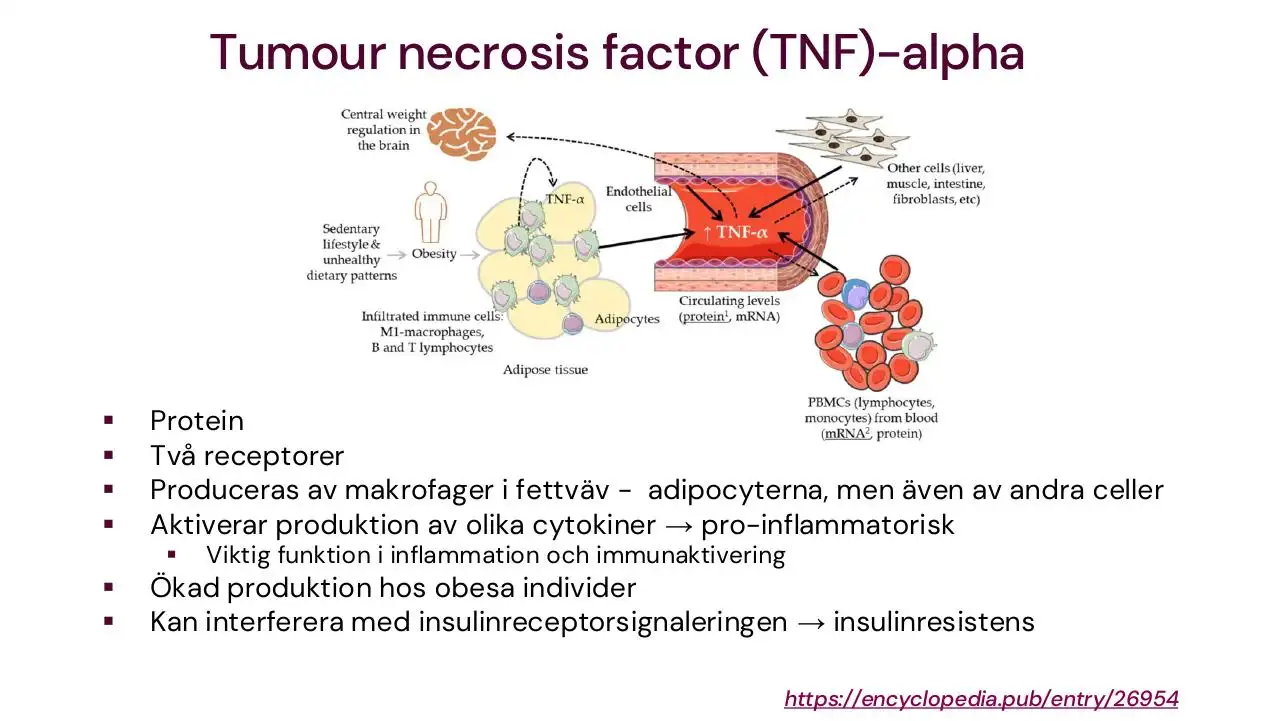 Tumour necrosis factor (TNF)-alpha
Central weight
regulation in
the brain
TNF-α
Endothelial
cells
Other cells (liver,
muscle, intestine,
fibroblasts, etc)
Sedentary
lifestyle &
unhealthy
dietary patterns
Obesity
↑ TNF-α
Infiltrated immune cells:
M1-macrophages,
B and T lymphocytes
Adipocytes
Adipose tissue
Circulating levels
(protein¹, mRNA)
PBMCs (lymphocytes,
monocytes) from blood
(mRNA², protein)
▪ Protein
▪ Två receptorer
▪ Produceras av makrofager i fettväv - adipocyterna, men även av andra celler
▪ Aktiverar produktion av olika cytokiner → pro-inflammatorisk
▪ Viktig funktion i inflammation och immunaktivering
▪ Ökad produktion hos obesa individer
▪ Kan interferera med insulinreceptorsignaleringen → insulinresistens
https://encyclopedia.pub/entry/26954